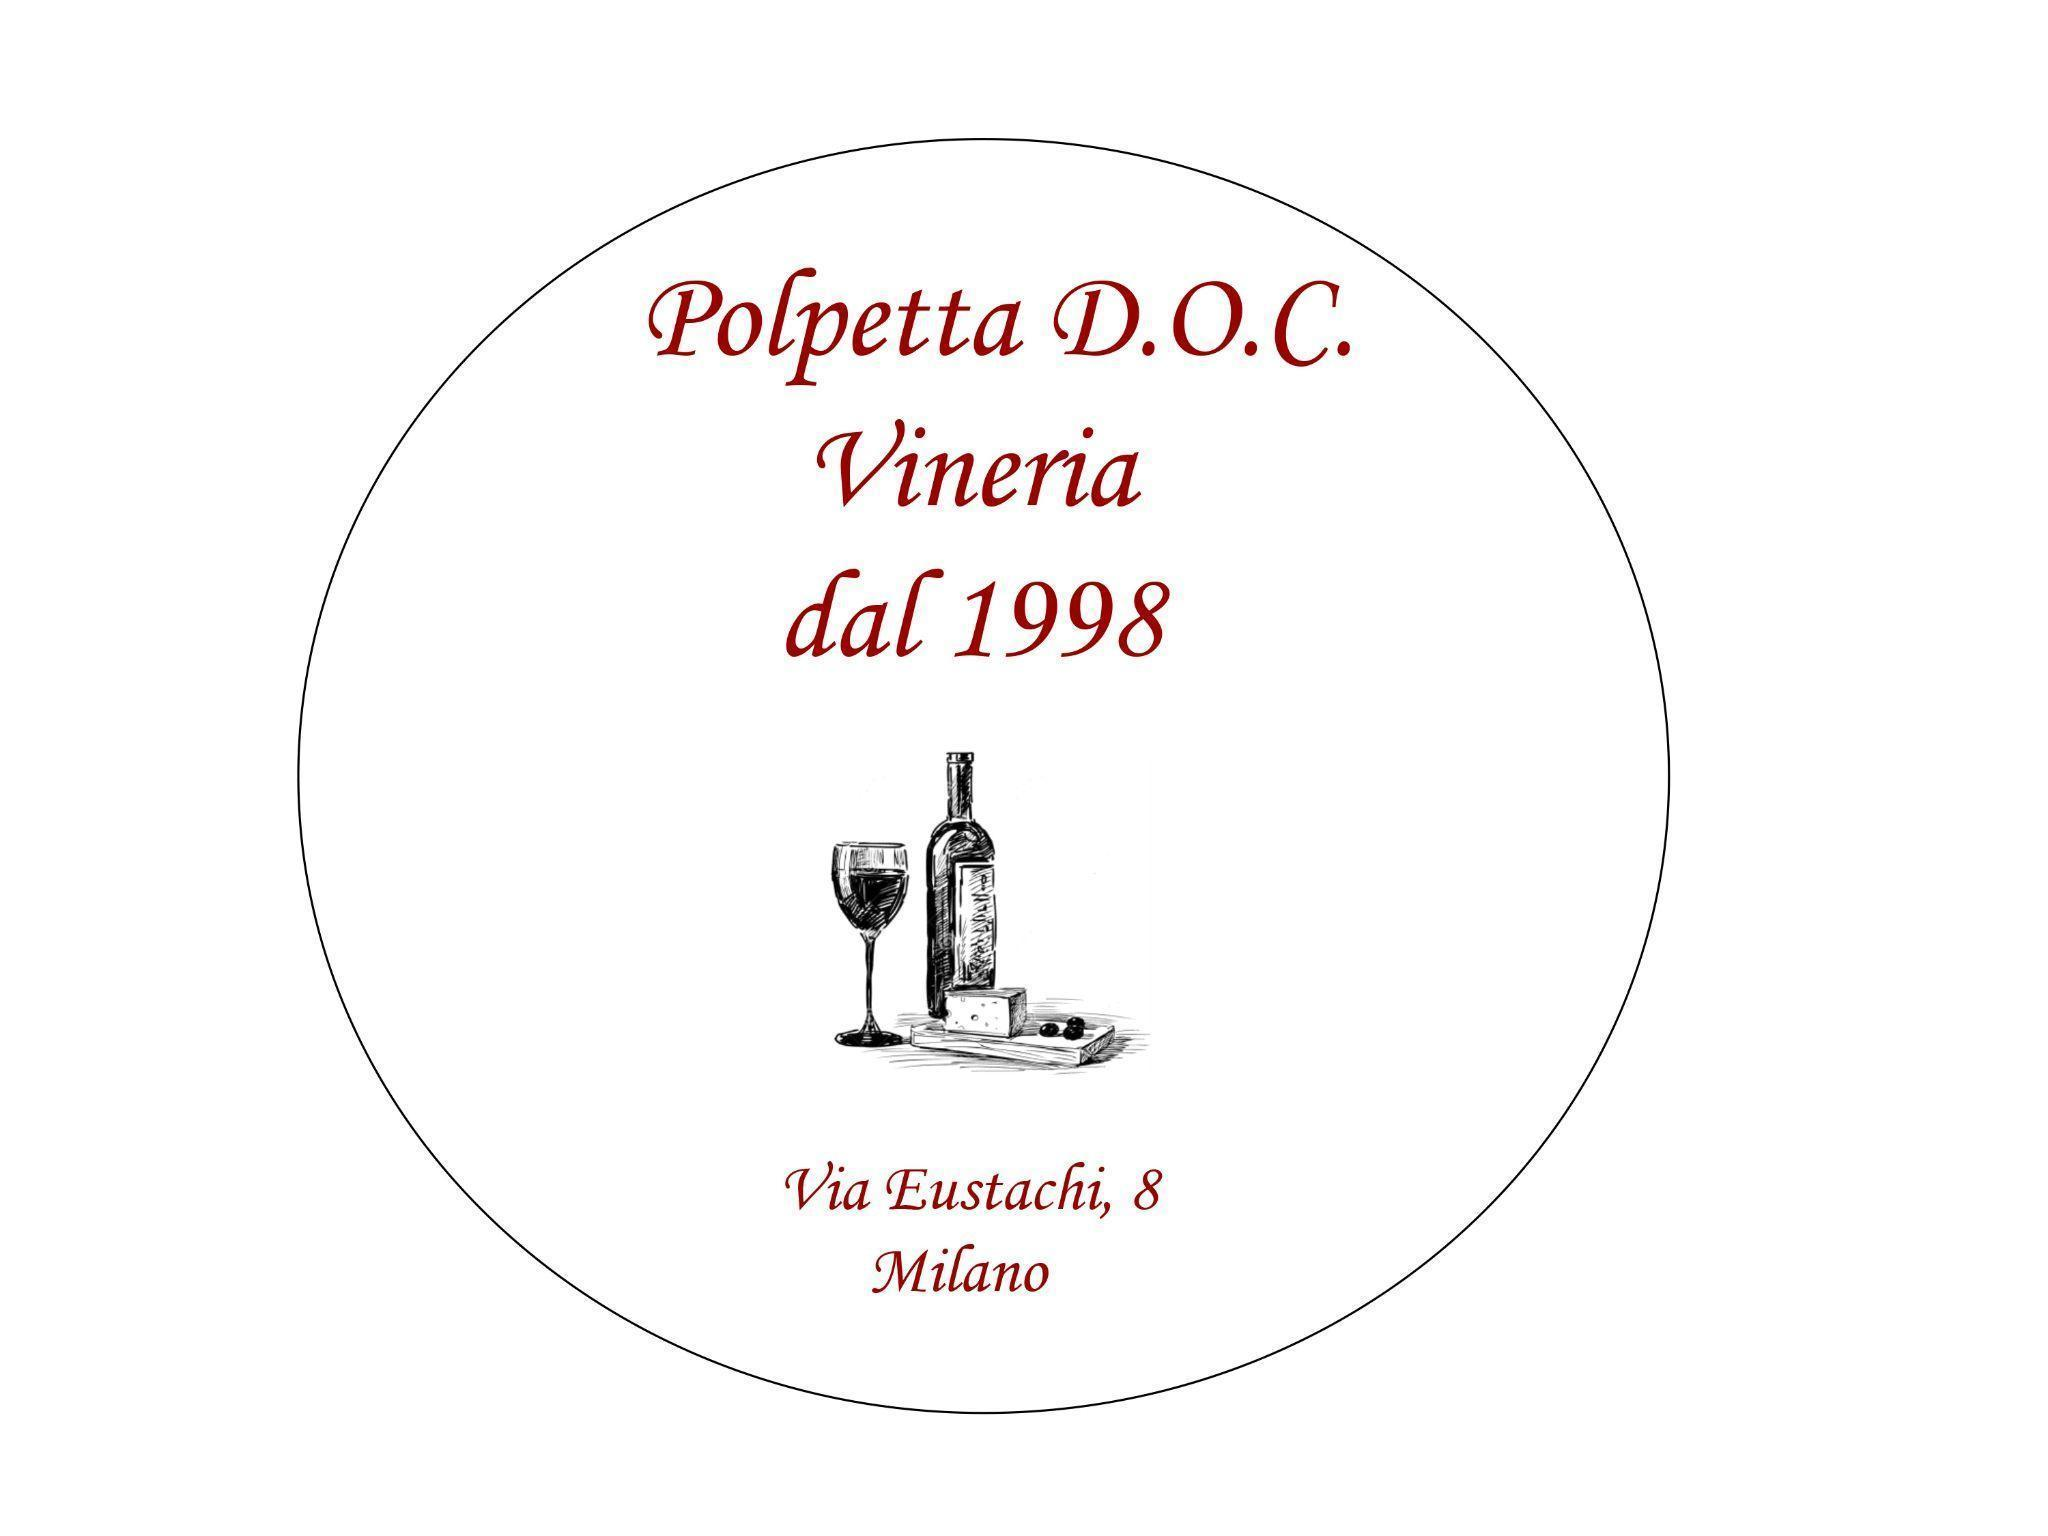 Polpetta D.O.C.
Vineria
dal 1998
Via Eustachi, 8
Milano